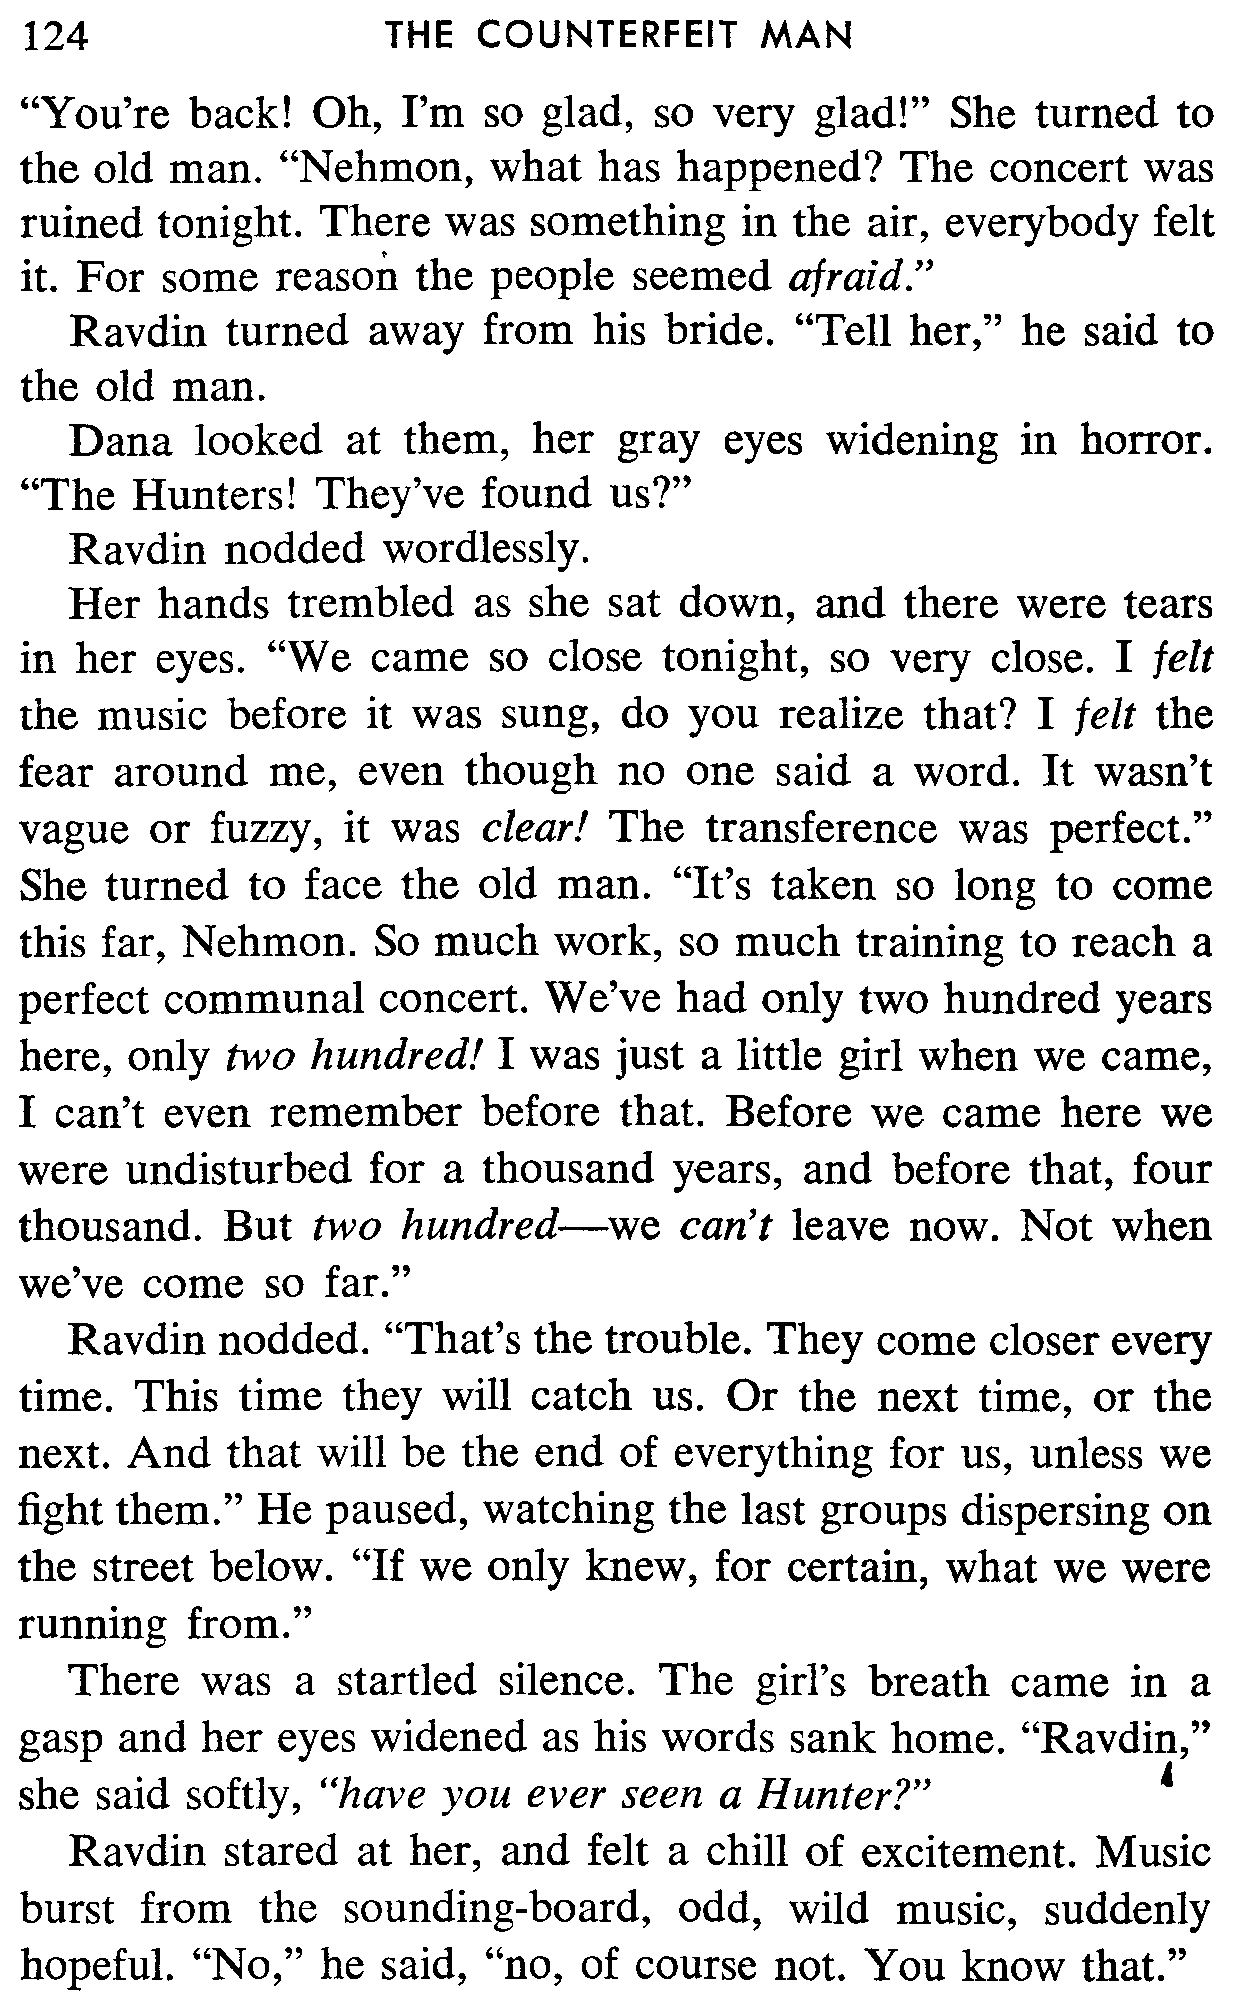 124 THE COUNTERFEIT MAN
“You’re back! Oh, I’m so glad, so very glad!” She turned to
the old man. “Nehmon, what has happened? The concert was
ruined tonight. There was something in the air, everybody felt
it. For some reason the people seemed afraid.”
Ravdin turned away from his bride. “Tell her,” he said to
the old man.
Dana looked at them, her gray eyes widening in horror.
“The Hunters! They’ve found us?”
Ravdin nodded wordlessly.
Her hands trembled as she sat down, and there were tears
in her eyes. “We came so close tonight, so very close. I felt
the music before it was sung, do you realize that? I felt the
fear around me, even though no one said a word. It wasn’t
vague or fuzzy, it was clear! The transference was perfect.”
She turned to face the old man. “It’s taken so long to come
this far, Nehmon. So much work, so much training to reach a
perfect communal concert. We’ve had only two hundred years
here, only two hundred! I was just a little girl when we came,
I can’t even remember before that. Before we came here we
were undisturbed for a thousand years, and before that, four
thousand. But two hundred—we can’t leave now. Not when
we’ve come so far.”
Ravdin nodded. “That’s the trouble. They come closer every
time. This time they will catch us. Or the next time, or the
next. And that will be the end of everything for us, unless we
fight them.” He paused, watching the last groups dispersing on
the street below. “If we only knew, for certain, what we were
running from.”
There was a startled silence. The girl’s breath came in a
gasp and her eyes widened as his words sank home. “Ravdin,”
she said softly, “have you ever seen a Hunter?”
Ravdin stared at her, and felt a chill of excitement. Music
burst from the sounding-board, odd, wild music, suddenly
hopeful. “No,” he said, “no, of course not. You know that.”